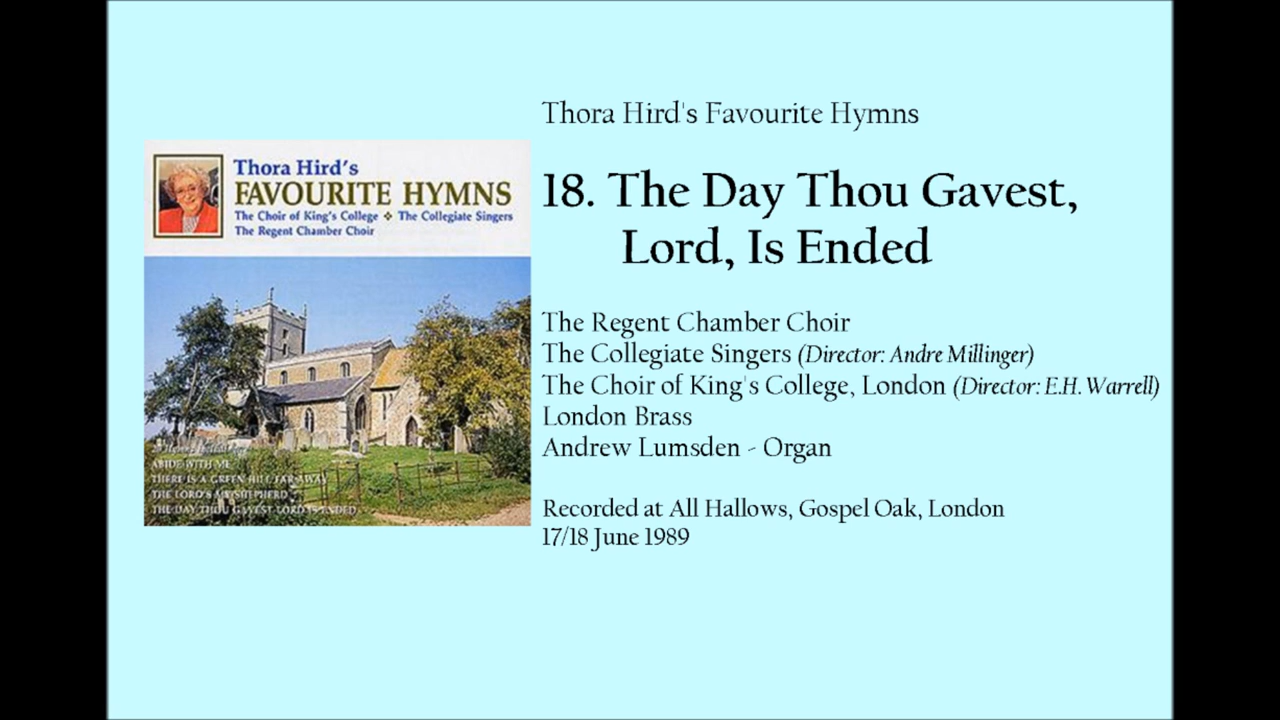 Thora Hird's
FAVOURITE HYMNS
The Choir of King's College ❖ The Collegiate Singers
The Regent Chamber Choir
ABIDE WITH ME
THERE IS A GREEN HILL FAR AWAY
THE LORD'S MY SHEPHERD
THE DAY THOU GAVEST LORD IS ENDED
Thora Hird's Favourite Hymns
18. The Day Thou Gavest,
Lord, Is Ended
The Regent Chamber Choir
The Collegiate Singers (Director: Andre Millinger)
The Choir of King's College, London (Director: E.H. Warrell)
London Brass
Andrew Lumsden - Organ
Recorded at All Hallows, Gospel Oak, London
17/18 June 1989